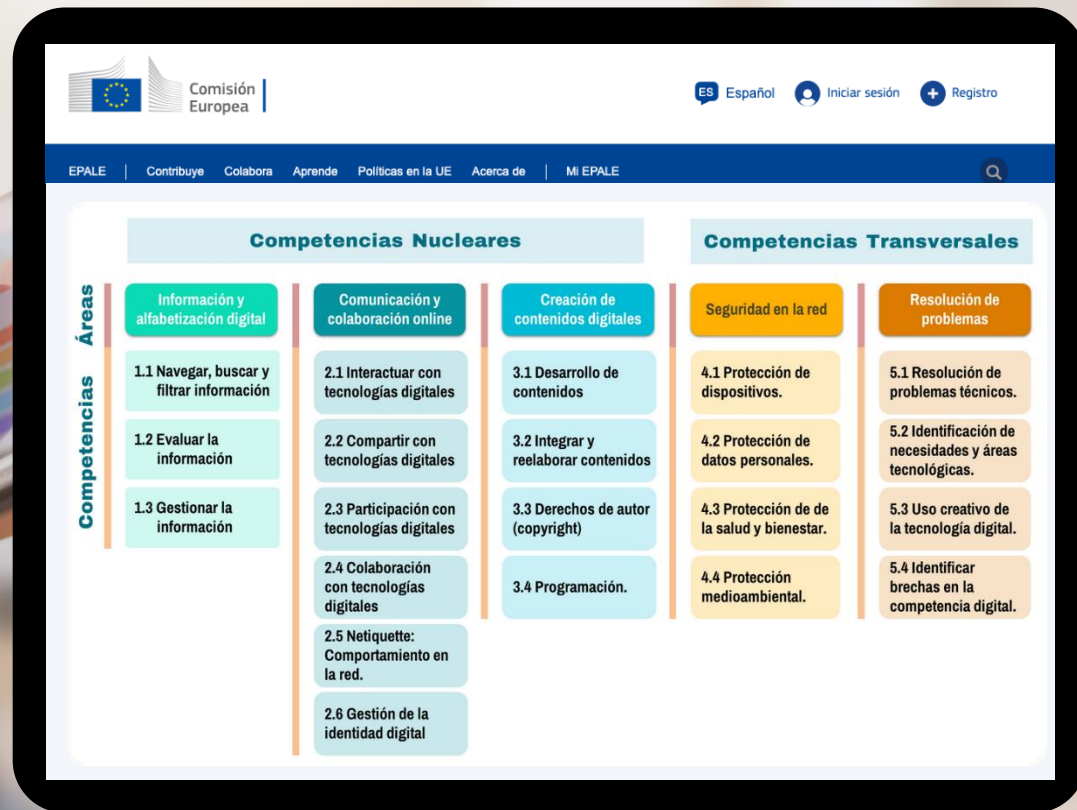 Comisión
Europea
ES Español Iniciar sesión Registro
EPALE | Contribuye Colabora Aprende Políticas en la UE Acerca de | Mi EPALE
Competencias Nucleares
Competencias Transversales
Áreas
Información y
alfabetización digital
Comunicación y
colaboración online
Creación de
contenidos digitales
Seguridad en la red
Resolución de
problemas
Competencias
1.1 Navegar, buscar y
filtrar información
1.2 Evaluar la
información
1.3 Gestionar la
información
2.1 Interactuar con
tecnologías digitales
2.2 Compartir con
tecnologías digitales
2.3 Participación con
tecnologías digitales
2.4 Colaboración
con tecnologías
digitales
2.5 Netiquette:
Comportamiento en
la red.
2.6 Gestión de la
identidad digital
3.1 Desarrollo de
contenidos
3.2 Integrar y
reelaborar contenidos
3.3 Derechos de autor
(copyright)
3.4 Programación.
4.1 Protección de
dispositivos.
4.2 Protección de
datos personales.
4.3 Protección de de
la salud y bienestar.
4.4 Protección
medioambiental.
5.1 Resolución de
problemas técnicos.
5.2 Identificación de
necesidades y áreas
tecnológicas.
5.3 Uso creativo de
la tecnología digital.
5.4 Identificar
brechas en la
competencia digital.